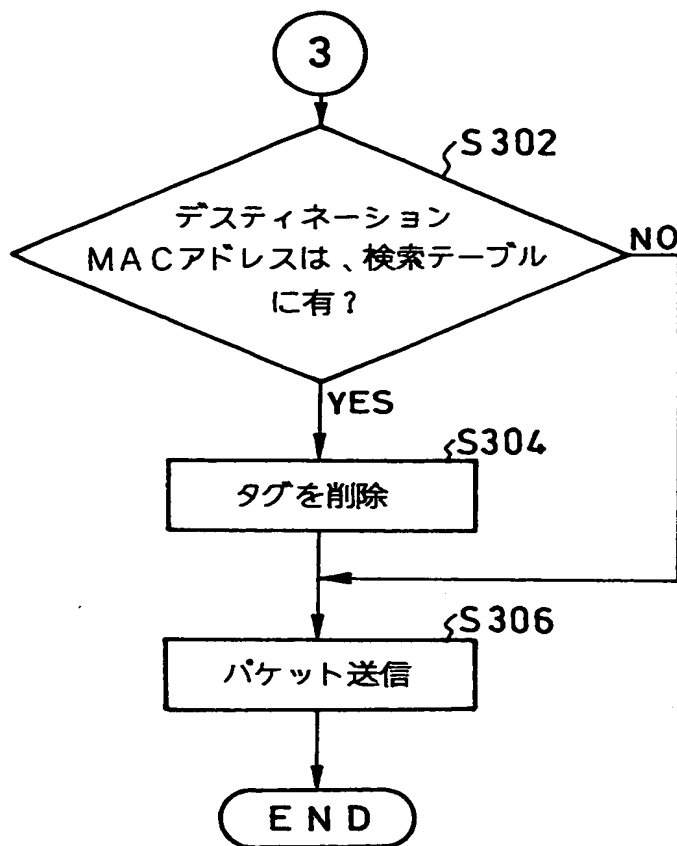 3
S302
デスティネーション
MACアドレスは、検索テーブル
に有?
NO
YES
S304
タグを削除
S306
パケット送信
END